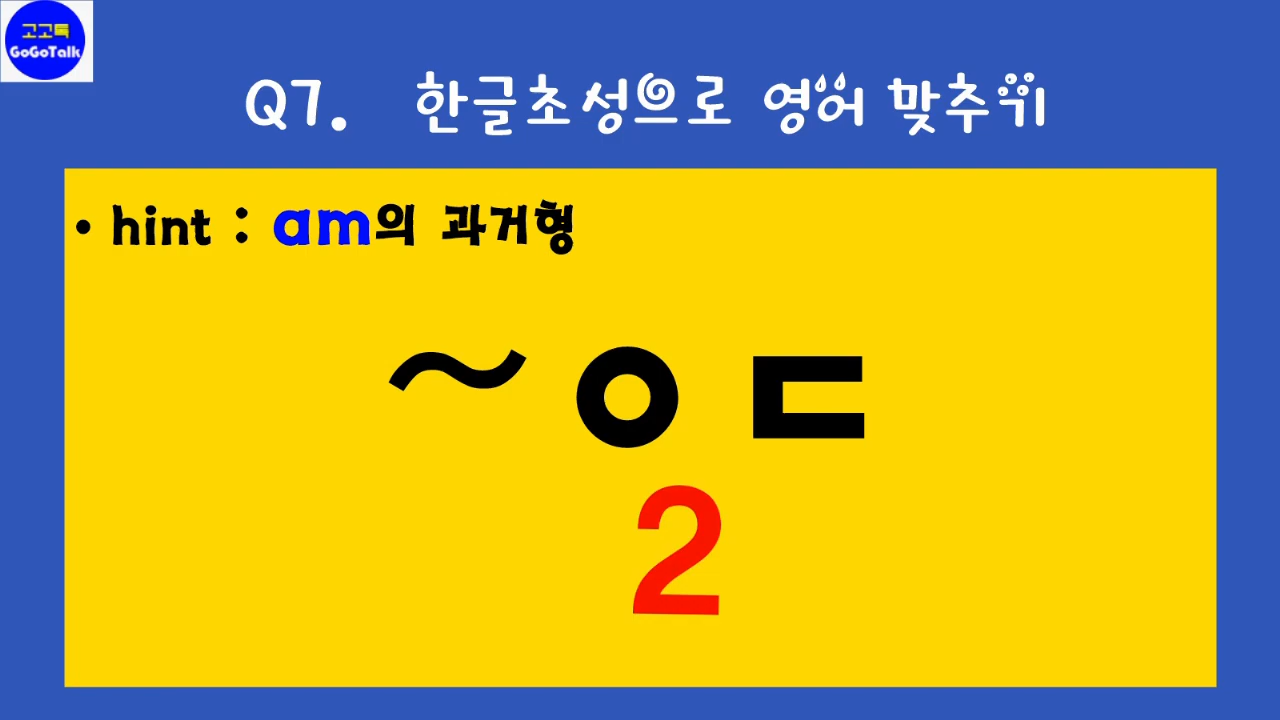 고고톡
GoGoTalk
Q7. 한글초성으로 영어 맞추기
• hint : am의 과거형
~ㅇㄷ
2